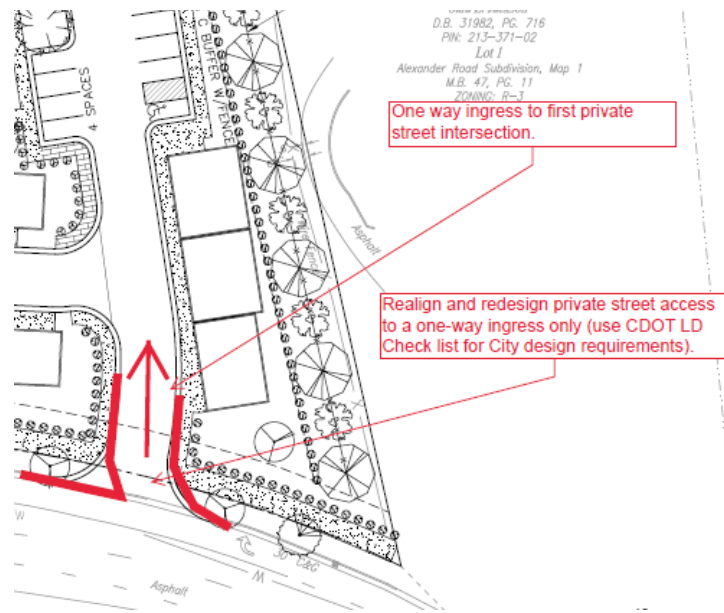 D.B. 31982, PG. 716
PIN: 213-371-02
Lot 1
Alexander Road Subdivision, Map 1
M.B. 47, PG. 11
ZONING: R-3
One way ingress to first private
street intersection.
C BUFFER W/FENCE
4 SPACES
Asphalt
Realign and redesign private street access
to a one-way ingress only (use CDOT LD
Check list for City design requirements).
W
C&G
W
Asphalt